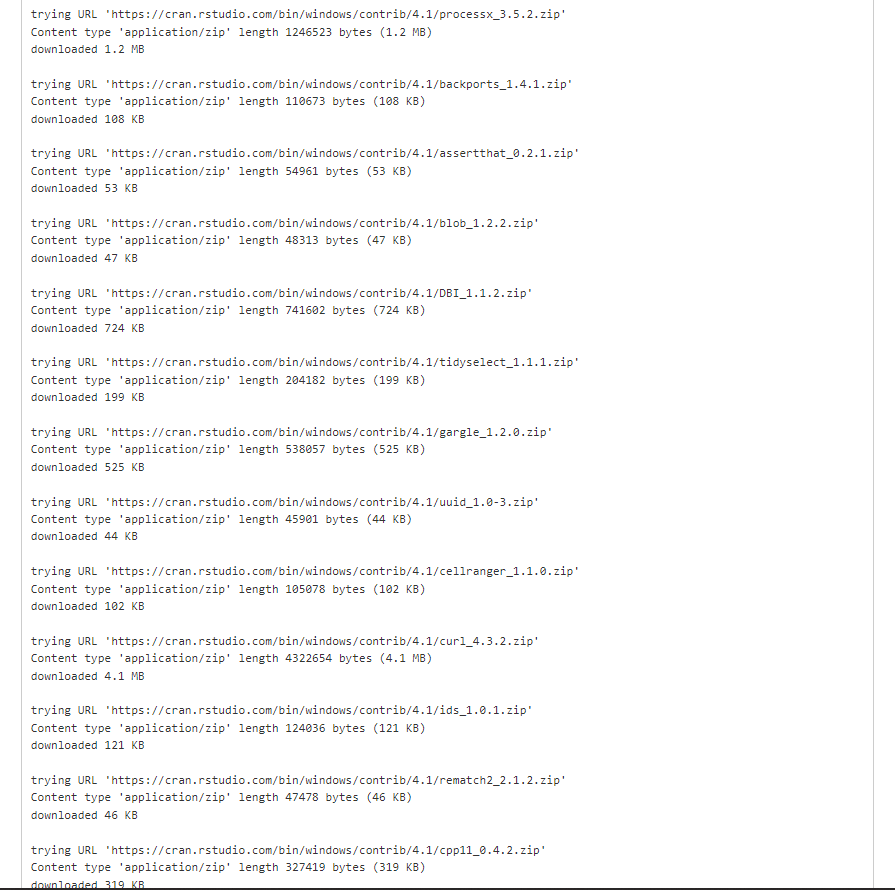 trying URL 'https://cran.rstudio.com/bin/windows/contrib/4.1/processx_3.5.2.zip'
Content type 'application/zip' length 1246523 bytes (1.2 MB)
downloaded 1.2 MB
trying URL 'https://cran.rstudio.com/bin/windows/contrib/4.1/backports_1.4.1.zip'
Content type 'application/zip' length 110673 bytes (108 KB)
downloaded 108 KB
trying URL 'https://cran.rstudio.com/bin/windows/contrib/4.1/assertthat_0.2.1.zip'
Content type 'application/zip' length 54961 bytes (53 KB)
downloaded 53 KB
trying URL 'https://cran.rstudio.com/bin/windows/contrib/4.1/blob_1.2.2.zip'
Content type 'application/zip' length 48313 bytes (47 KB)
downloaded 47 KB
trying URL 'https://cran.rstudio.com/bin/windows/contrib/4.1/DBI_1.1.2.zip'
Content type 'application/zip' length 741602 bytes (724 KB)
downloaded 724 KB
trying URL 'https://cran.rstudio.com/bin/windows/contrib/4.1/tidyselect_1.1.1.zip'
Content type 'application/zip' length 204182 bytes (199 KB)
downloaded 199 KB
trying URL 'https://cran.rstudio.com/bin/windows/contrib/4.1/gargle_1.2.0.zip'
Content type 'application/zip' length 538057 bytes (525 KB)
downloaded 525 KB
trying URL 'https://cran.rstudio.com/bin/windows/contrib/4.1/uuid_1.0-3.zip'
Content type 'application/zip' length 45901 bytes (44 KB)
downloaded 44 KB
trying URL 'https://cran.rstudio.com/bin/windows/contrib/4.1/cellranger_1.1.0.zip'
Content type 'application/zip' length 105078 bytes (102 KB)
downloaded 102 KB
trying URL 'https://cran.rstudio.com/bin/windows/contrib/4.1/curl_4.3.2.zip'
Content type 'application/zip' length 4322654 bytes (4.1 MB)
downloaded 4.1 MB
trying URL 'https://cran.rstudio.com/bin/windows/contrib/4.1/ids_1.0.1.zip'
Content type 'application/zip' length 124036 bytes (121 KB)
downloaded 121 KB
trying URL 'https://cran.rstudio.com/bin/windows/contrib/4.1/rematch2_2.1.2.zip'
Content type 'application/zip' length 47478 bytes (46 KB)
downloaded 46 KB
trying URL 'https://cran.rstudio.com/bin/windows/contrib/4.1/cpp11_0.4.2.zip'
Content type 'application/zip' length 327419 bytes (319 KB)
downloaded 319 KB